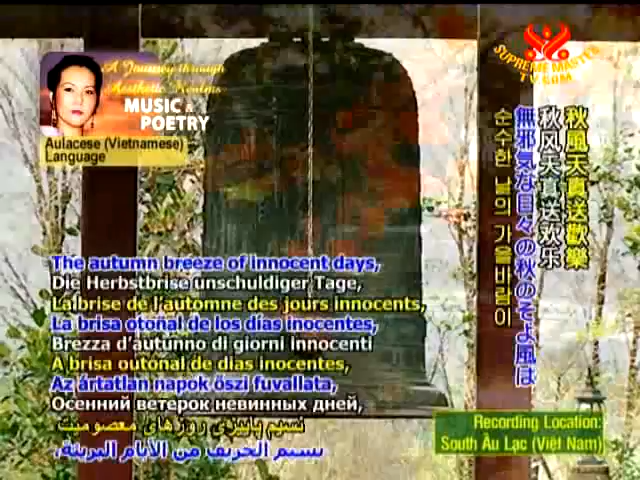 A Journey through
Aesthetic Realms
MUSIC &
POETRY
Aulacese (Vietnamese)
Language
SUPREME MASTER
TV.COM
秋風天真送歡樂
秋风天真送欢乐
無邪気な日々の秋のそよ風は
순수한 날의 가을바람이
The autumn breeze of innocent days,
Die Herbstbrise unschuldiger Tage,
La brise de l'automne des jours innocents,
La brisa otoñal de los días inocentes,
Brezza d'autunno di giorni innocenti
A brisa outonal de dias inocentes,
Az ártatlan napok őszi fuvallata,
Осенний ветерок невинных дней,
نسیم پاییزی روزهای معصومیت
نسيم الخريف من الأيام البريئة،
Recording Location:
South Âu Lạc (Việt Nam)